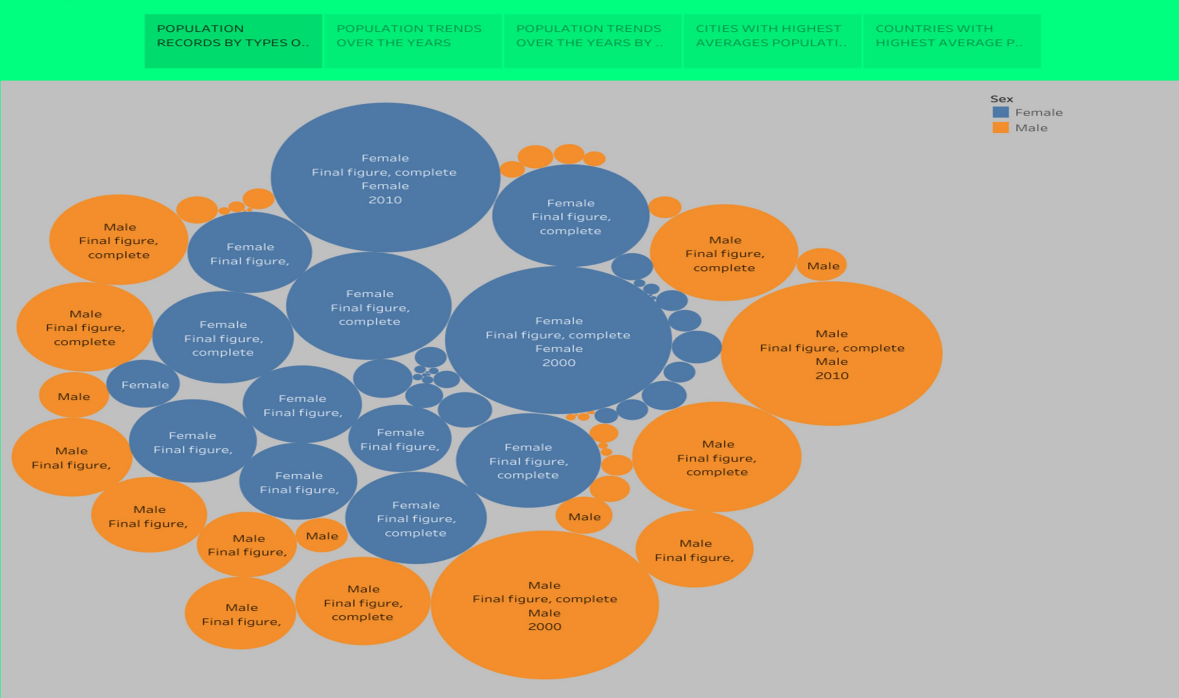 POPULATION
RECORDS BY TYPES O..
POPULATION TRENDS
OVER THE YEARS
POPULATION TRENDS
OVER THE YEARS BY ..
CITIES WITH HIGHEST
AVERAGES POPULATI..
COUNTRIES WITH
HIGHEST AVERAGE P..
Sex
Female
Male
Female
Final figure, complete
Female
2010
Female
Final figure,
complete
Male
Final figure,
complete
Female
Final figure,
Male
Final figure,
complete
Male
Female
Final figure,
complete
Male
Final figure,
complete
Female
Final figure,
complete
Female
Final figure, complete
Female
2000
Male
Final figure, complete
Male
2010
Female
Male
Female
Final figure,
Female
Final figure,
Female
Final figure,
Female
Final figure,
complete
Male
Final figure,
complete
Male
Final figure,
Female
Final figure,
Male
Final figure,
Female
Final figure,
complete
Male
Male
Final figure,
Male
Male
Final figure,
Male
Final figure,
Male
Final figure,
complete
Male
Final figure, complete
Male
2000